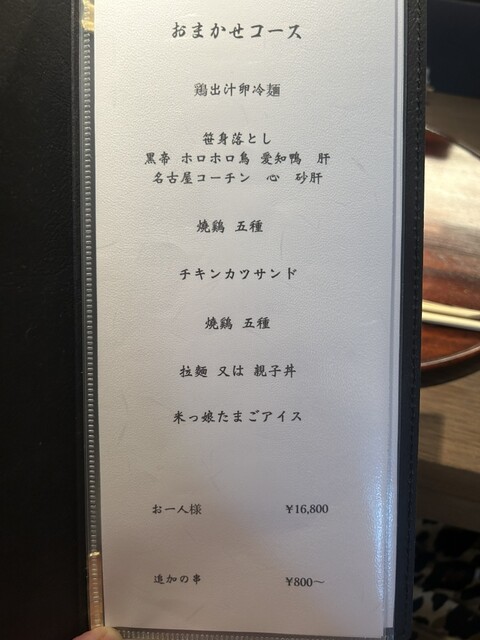 おまかせコース
鶏出汁卵冷麺
笹身落とし
黒帝 ホロホロ鳥 愛知鴨 肝
名古屋コーチン 心 砂肝
焼鶏 五種
チキンカツサンド
焼鶏 五種
拉麺 又は 親子丼
米っ娘たまごアイス
お一人様 ¥16,800
追加の串 ¥800〜